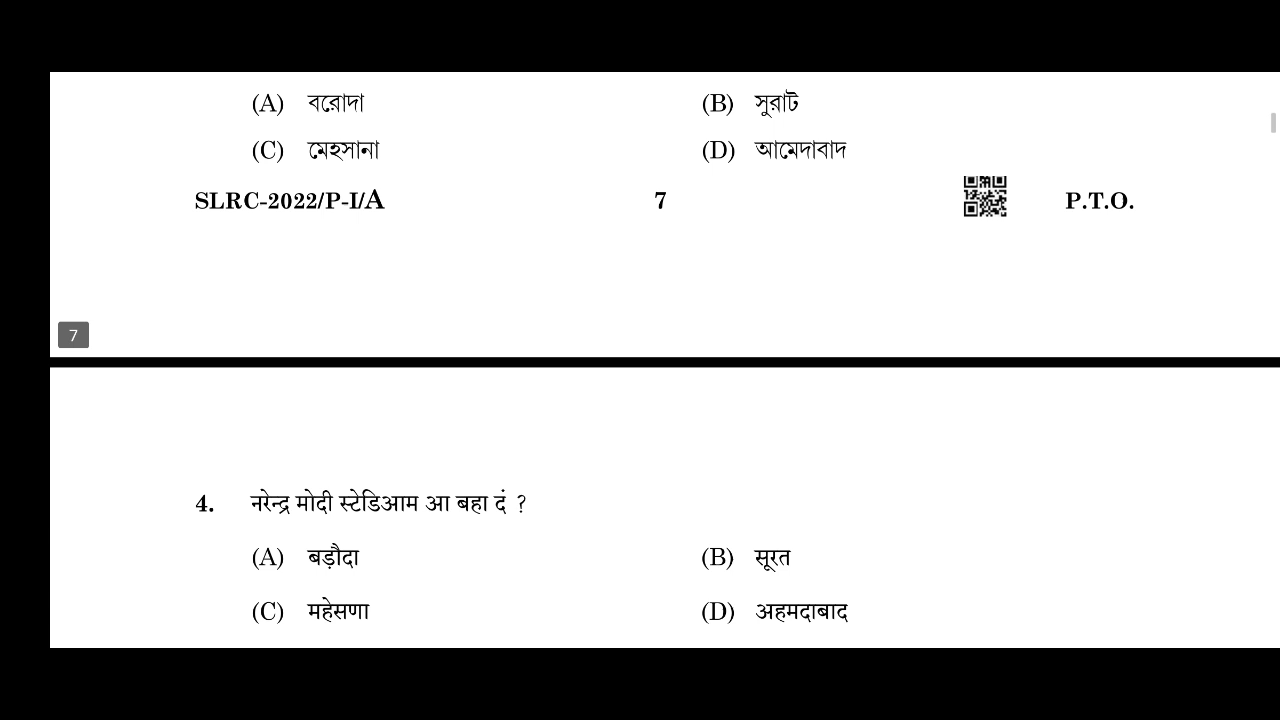 (A) বরোদা (B) সুরাট
(C) মেহসানা (D) আমেদাবাদ
SLRC-2022/P-I/A 7 P.T.O.
7
4. नरेन्द्र मोदी स्टेडिआम आ बहा दं ?
(A) बड़ौदा (B) सूरत
(C) महेसणा (D) अहमदाबाद